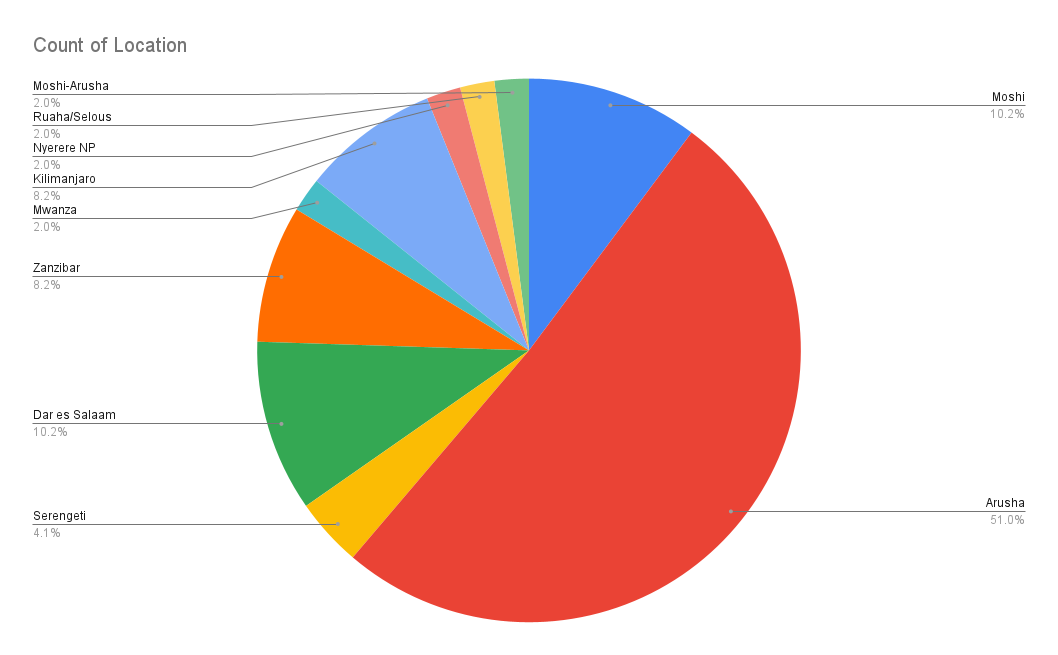 Count of Location
Moshi-Arusha
2.0%
Ruaha/Selous
2.0%
Nyerere NP
2.0%
Kilimanjaro
8.2%
Mwanza
2.0%
Zanzibar
8.2%
Dar es Salaam
10.2%
Serengeti
4.1%
Moshi
10.2%
Arusha
51.0%